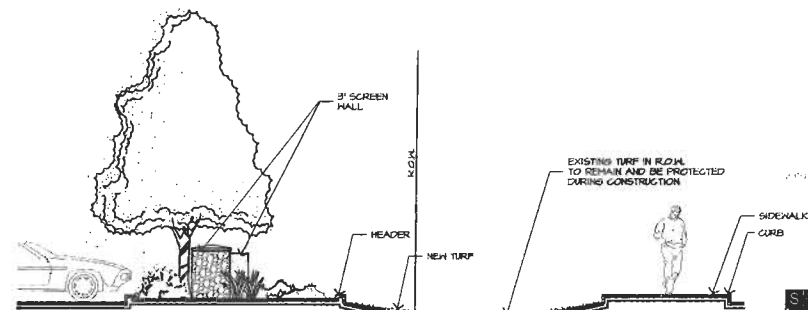 3' SCREEN
WALL
R.O.W.
EXISTING TURF IN R.O.W.
TO REMAIN AND BE PROTECTED
DURING CONSTRUCTION
SIDEWALK
CURB
HEADER
NEW TURF